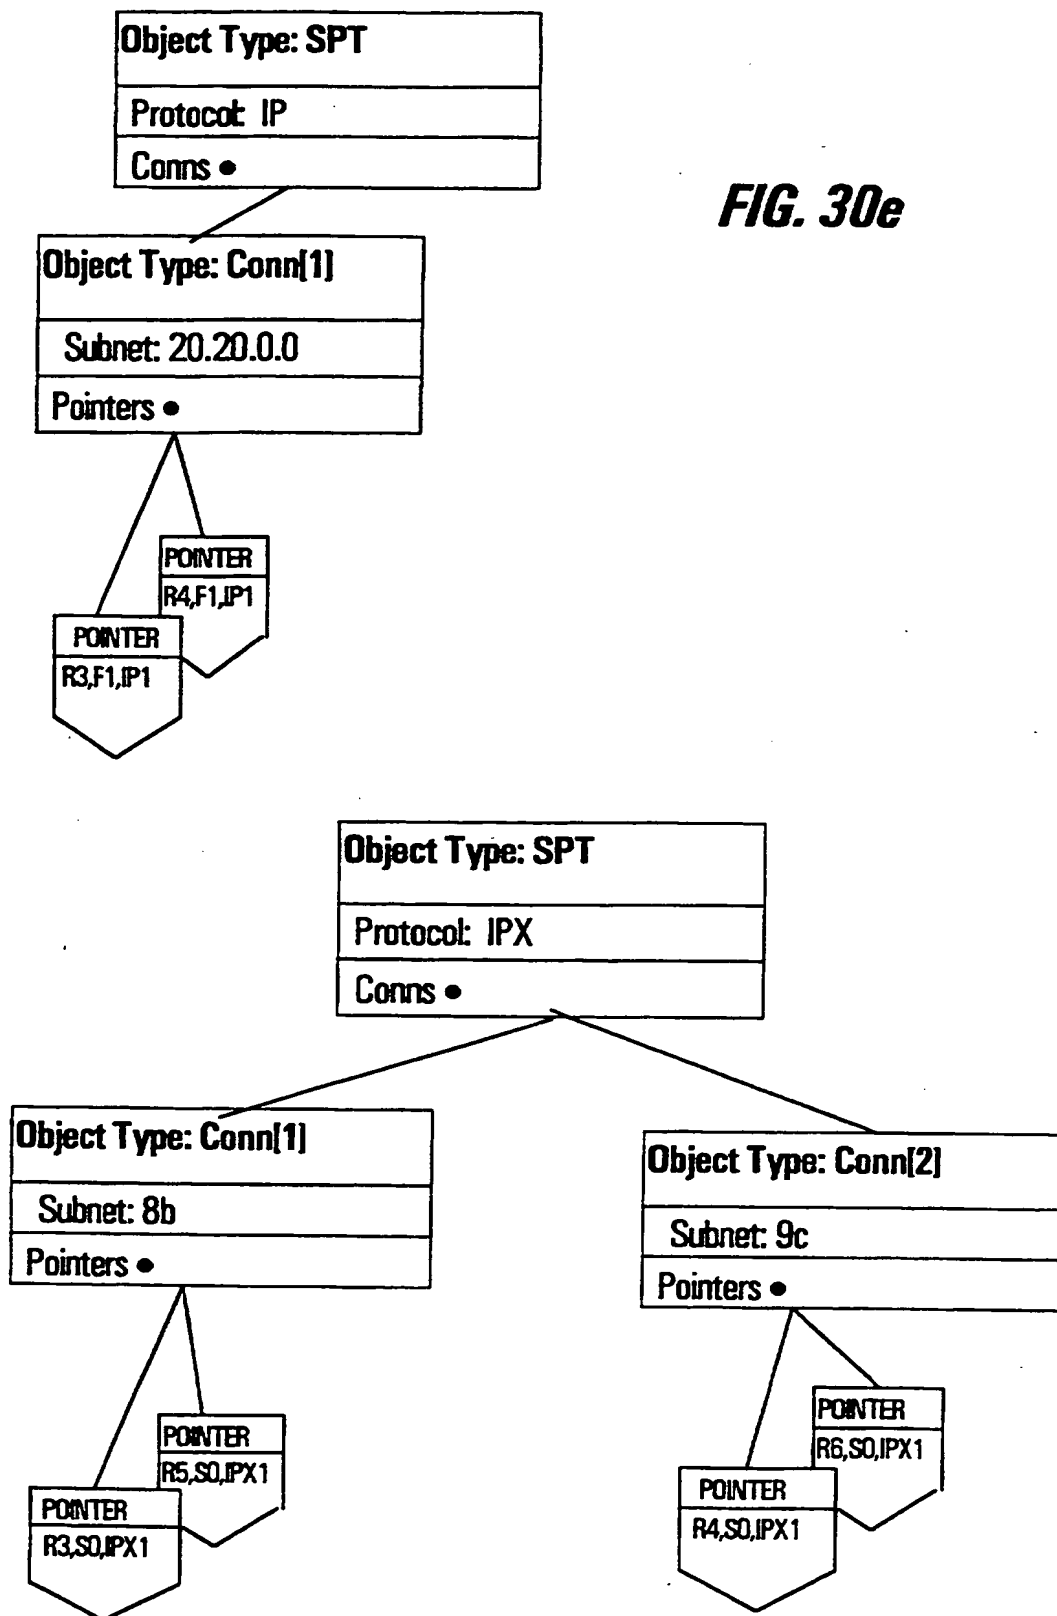 Object Type: SPT
Protocol: IP
Conns
FIG. 30e
Object Type: Conn[1]
Subnet: 20.20.0.0
Pointers
POINTER
R4,F1,IP1
POINTER
R3,F1,IP1
Object Type: SPT
Protocol: IPX
Conns
Object Type: Conn[1]
Subnet: 8b
Pointers
Object Type: Conn[2]
Subnet: 9c
Pointers
POINTER
R5,S0,IPX1
POINTER
R3,S0,IPX1
POINTER
R6,S0,IPX1
POINTER
R4,S0,IPX1